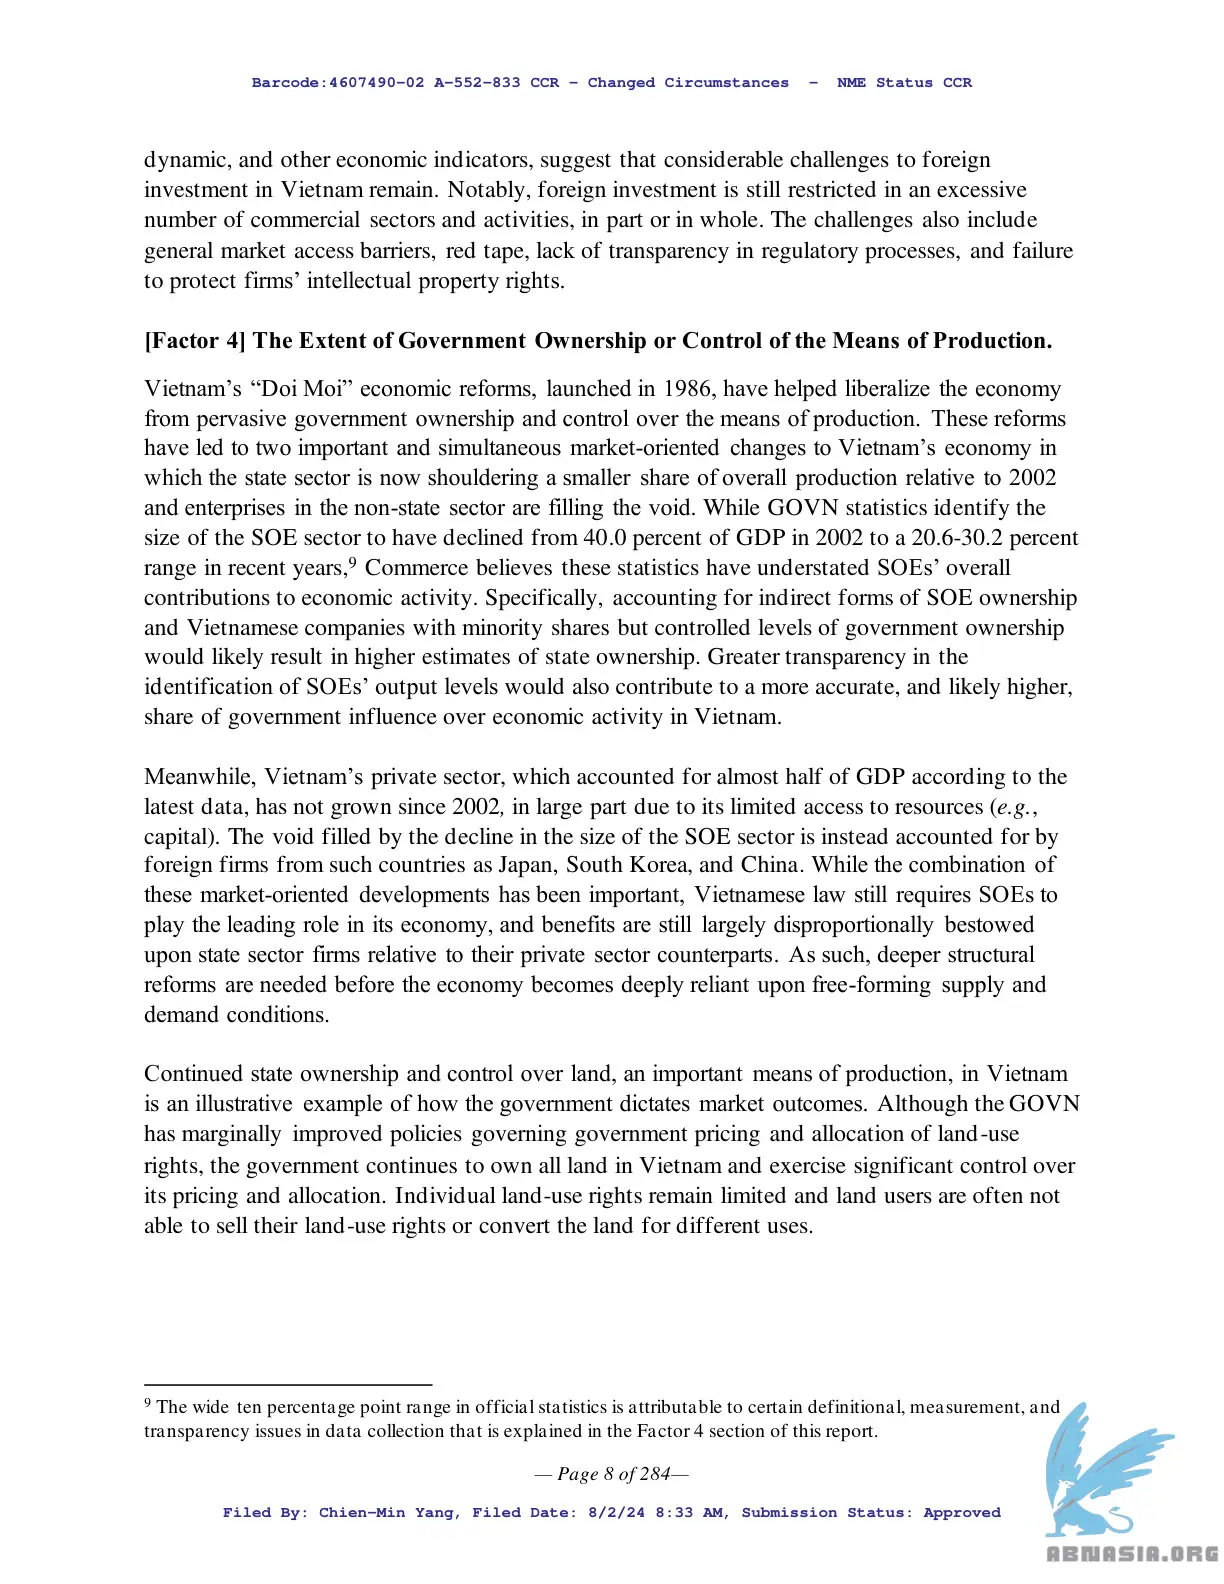 Barcode:4607490-02 A-552-833 CCR - Changed Circumstances - NME Status CCR
dynamic, and other economic indicators, suggest that considerable challenges to foreign
investment in Vietnam remain. Notably, foreign investment is still restricted in an excessive
number of commercial sectors and activities, in part or in whole. The challenges also include
general market access barriers, red tape, lack of transparency in regulatory processes, and failure
to protect firms’ intellectual property rights.
[Factor 4] The Extent of Government Ownership or Control of the Means of Production.
Vietnam’s “Doi Moi” economic reforms, launched in 1986, have helped liberalize the economy
from pervasive government ownership and control over the means of production. These reforms
have led to two important and simultaneous market-oriented changes to Vietnam’s economy in
which the state sector is now shouldering a smaller share of overall production relative to 2002
and enterprises in the non-state sector are filling the void. While GOVN statistics identify the
size of the SOE sector to have declined from 40.0 percent of GDP in 2002 to a 20.6-30.2 percent
range in recent years,⁹ Commerce believes these statistics have understated SOEs’ overall
contributions to economic activity. Specifically, accounting for indirect forms of SOE ownership
and Vietnamese companies with minority shares but controlled levels of government ownership
would likely result in higher estimates of state ownership. Greater transparency in the
identification of SOEs’ output levels would also contribute to a more accurate, and likely higher,
share of government influence over economic activity in Vietnam.
Meanwhile, Vietnam’s private sector, which accounted for almost half of GDP according to the
latest data, has not grown since 2002, in large part due to its limited access to resources (e.g.,
capital). The void filled by the decline in the size of the SOE sector is instead accounted for by
foreign firms from such countries as Japan, South Korea, and China. While the combination of
these market-oriented developments has been important, Vietnamese law still requires SOEs to
play the leading role in its economy, and benefits are still largely disproportionally bestowed
upon state sector firms relative to their private sector counterparts. As such, deeper structural
reforms are needed before the economy becomes deeply reliant upon free-forming supply and
demand conditions.
Continued state ownership and control over land, an important means of production, in Vietnam
is an illustrative example of how the government dictates market outcomes. Although the GOVN
has marginally improved policies governing government pricing and allocation of land-use
rights, the government continues to own all land in Vietnam and exercise significant control over
its pricing and allocation. Individual land-use rights remain limited and land users are often not
able to sell their land-use rights or convert the land for different uses.
⁹ The wide ten percentage point range in official statistics is attributable to certain definitional, measurement, and
transparency issues in data collection that is explained in the Factor 4 section of this report.
— Page 8 of 284—
Filed By: Chien-Min Yang, Filed Date: 8/2/24 8:33 AM, Submission Status: Approved
ABNASIA.ORG